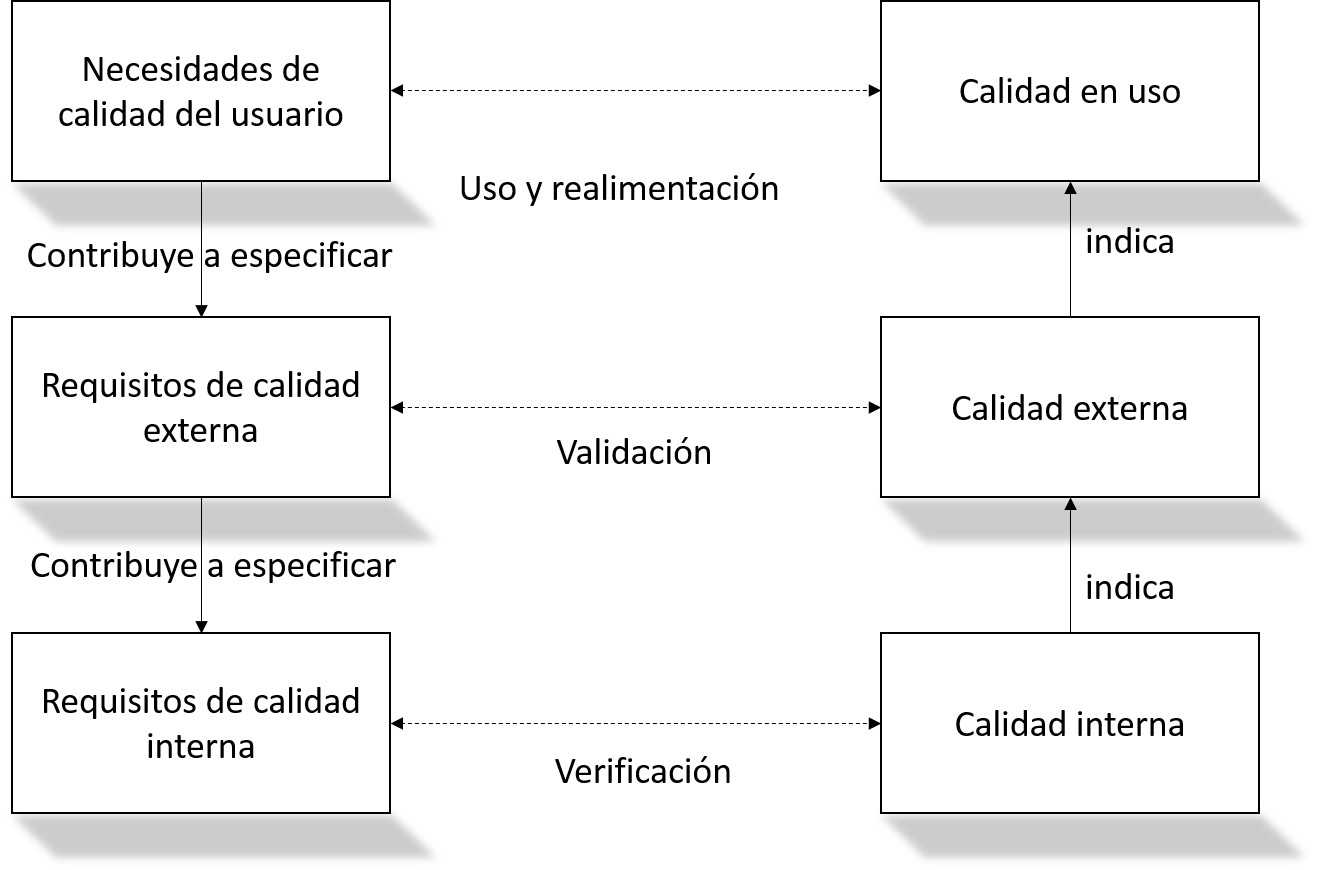 Necesidades de
calidad del usuario
Calidad en uso
Uso y realimentación
Contribuye a especificar
indica
Requisitos de calidad
externa
Calidad externa
Validación
Contribuye a especificar
indica
Requisitos de calidad
interna
Calidad interna
Verificación